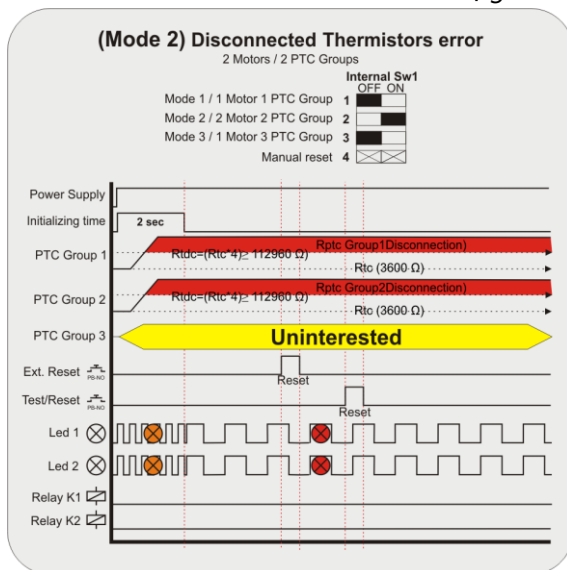 (Mode 2) Disconnected Thermistors error
2 Motors / 2 PTC Groups
Internal Sw1
OFF ON
Mode 1 / 1 Motor 1 PTC Group 1
Mode 2 / 2 Motor 2 PTC Group 2
Mode 3 / 1 Motor 3 PTC Group 3
Manual reset 4
Power Supply
Initializing time 2 sec
Rptc Group1Disconnection)
PTC Group 1 Rtdc=(Rtc*4)≥ 112960 Ω)
Rtc (3600 Ω)
Rptc Group2Disconnection)
PTC Group 2 Rtdc=(Rtc*4)≥ 112960 Ω)
Rtc (3600 Ω)
PTC Group 3 Uninterested
Ext. Reset PB-NO
Reset
Test/Reset PB-NO
Reset
Led 1
Led 2
Relay K1
Relay K2